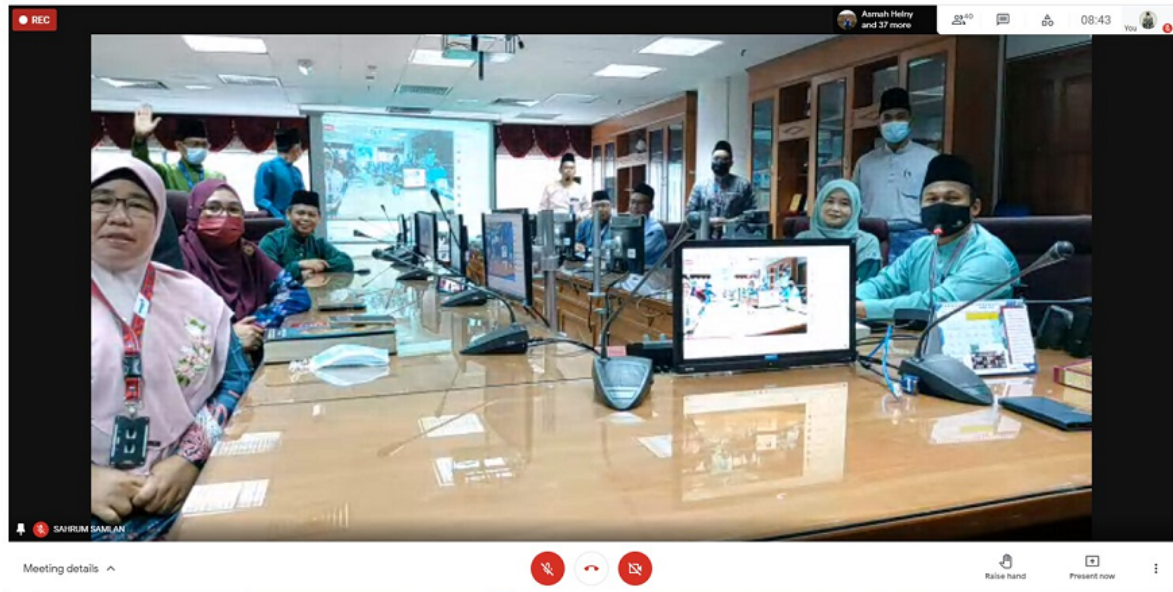 REC
Asmah Helny
and 37 more
40
08:43
You
SAHRUM SAMLAN
Meeting details
Raise hand
Present now